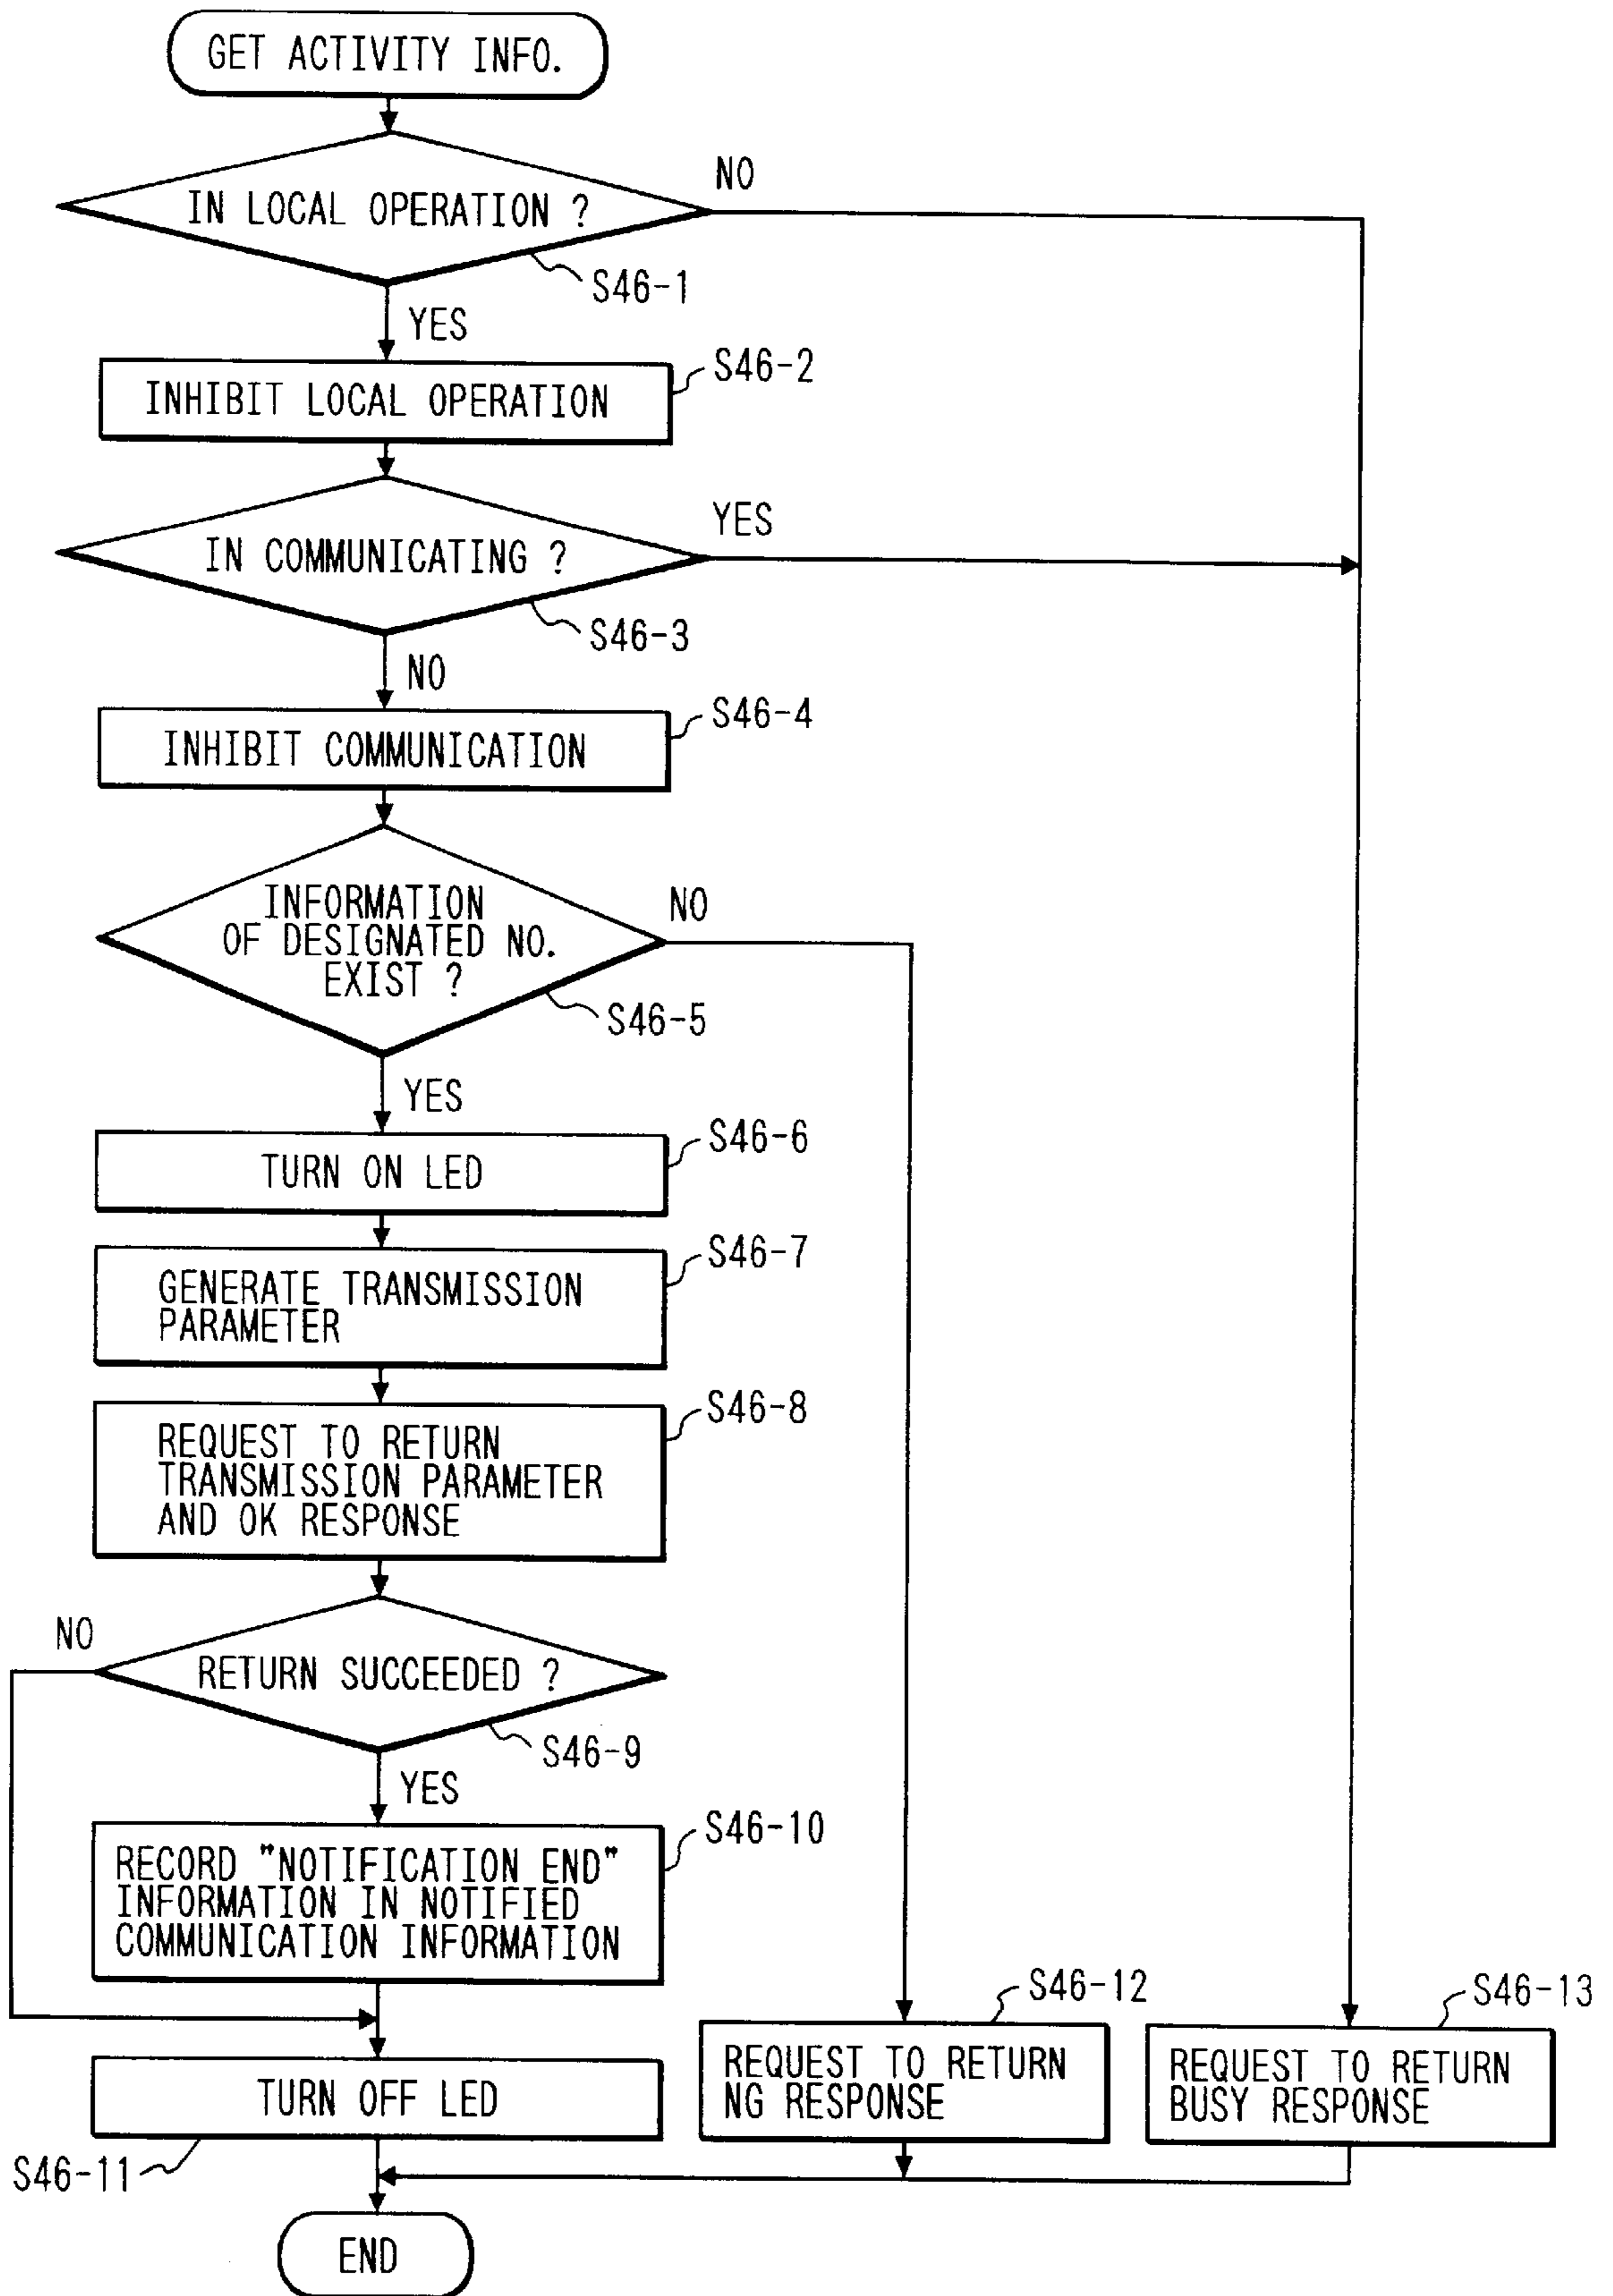 GET ACTIVITY INFO.
IN LOCAL OPERATION ?
NO
S46-1
YES
S46-2
INHIBIT LOCAL OPERATION
IN COMMUNICATING ?
YES
S46-3
NO
S46-4
INHIBIT COMMUNICATION
INFORMATION
OF DESIGNATED NO.
EXIST ?
NO
S46-5
YES
S46-6
TURN ON LED
S46-7
GENERATE TRANSMISSION
PARAMETER
S46-8
REQUEST TO RETURN
TRANSMISSION PARAMETER
AND OK RESPONSE
NO
RETURN SUCCEEDED ?
S46-9
YES
S46-10
RECORD "NOTIFICATION END"
INFORMATION IN NOTIFIED
COMMUNICATION INFORMATION
S46-12
S46-13
TURN OFF LED
REQUEST TO RETURN
NG RESPONSE
REQUEST TO RETURN
BUSY RESPONSE
S46-11
END